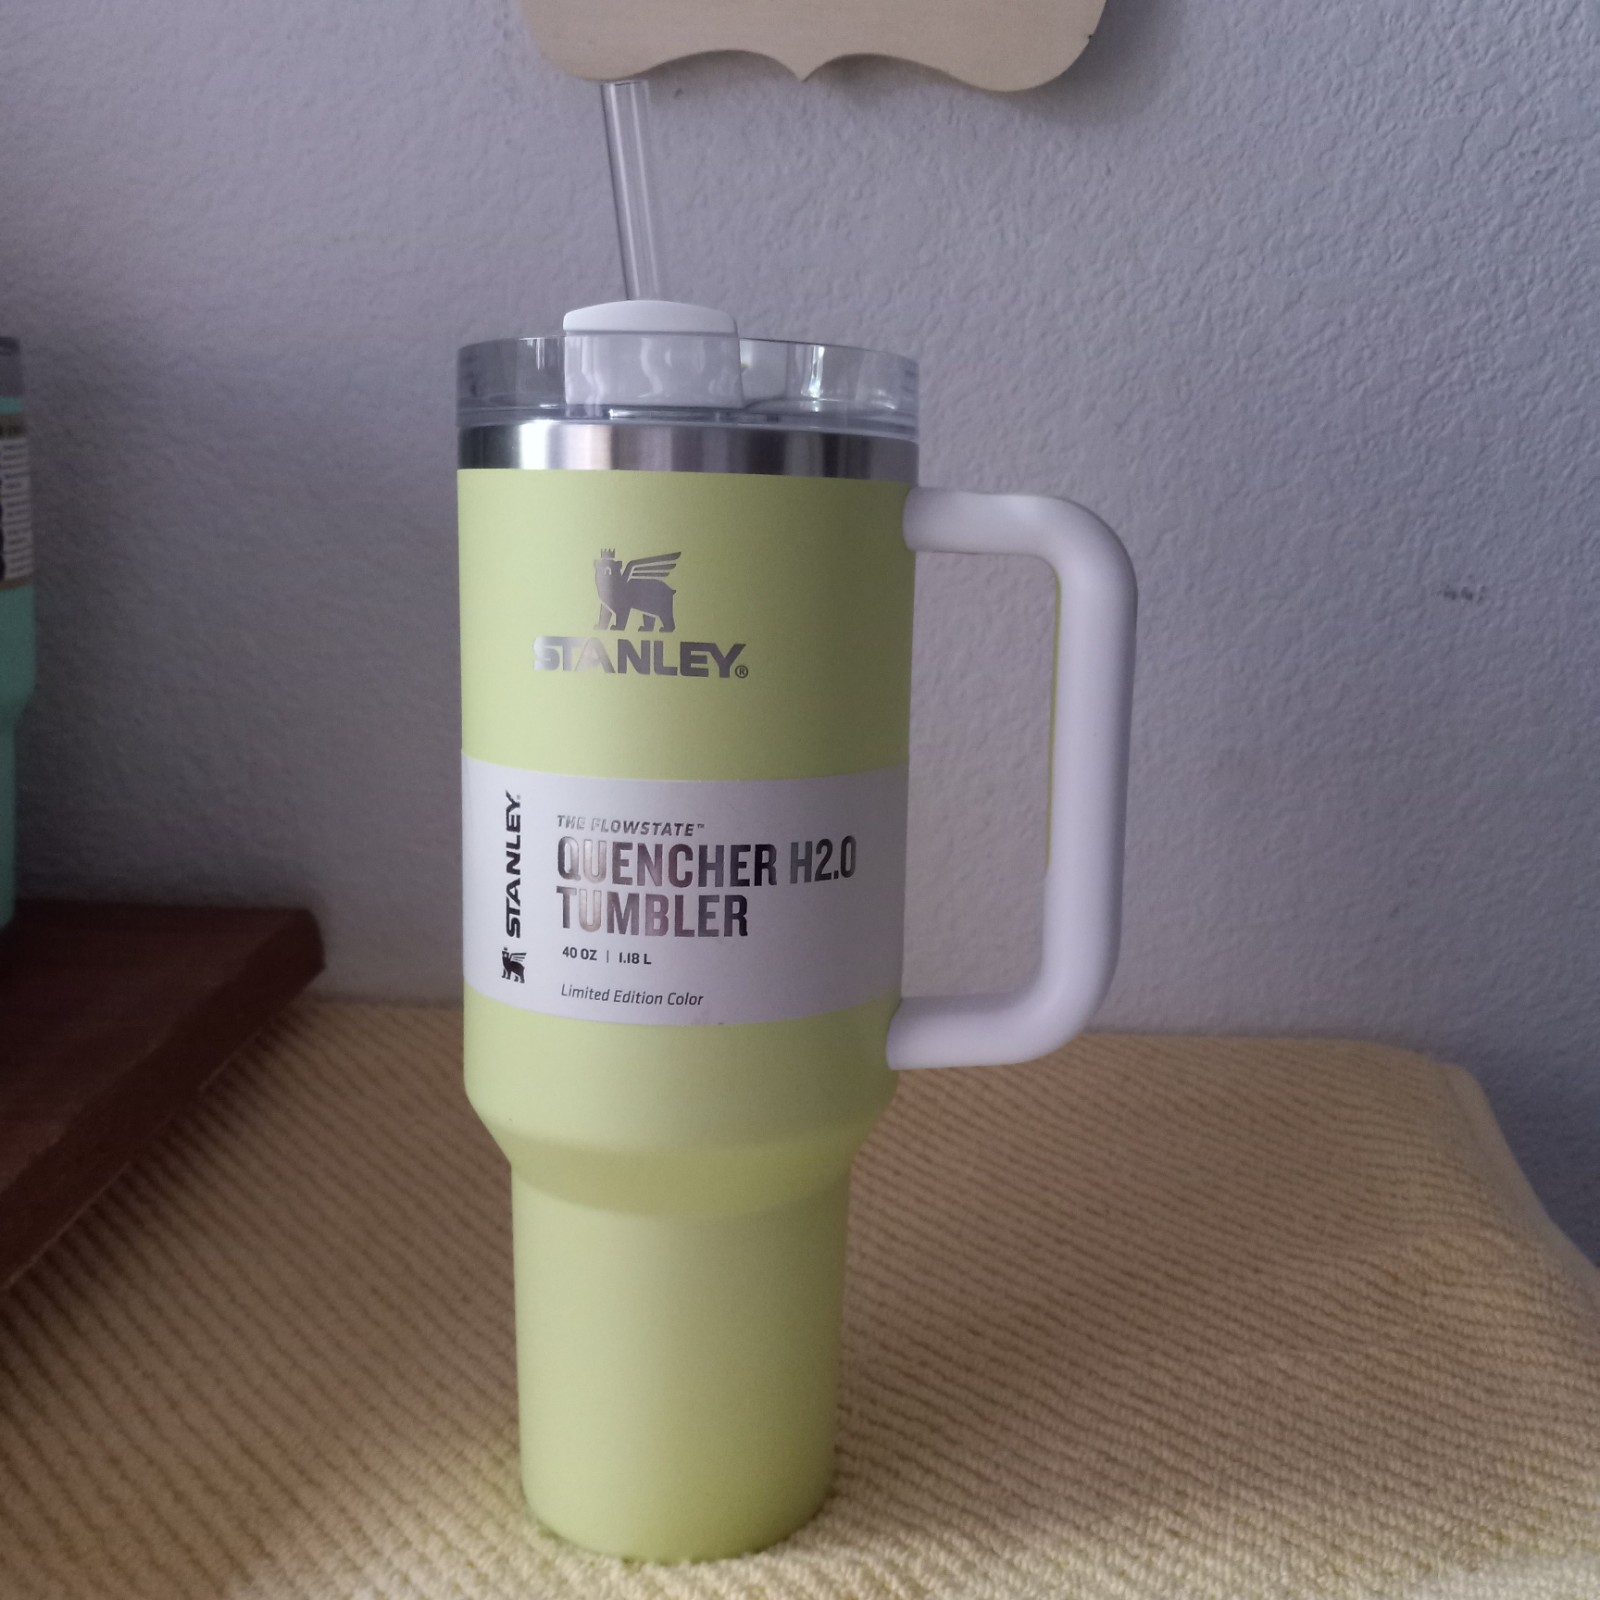 STANLEY®
STANLEY®
THE FLOWSTATE™
QUENCHER H2.0
TUMBLER
40 OZ | 1.18 L
Limited Edition Color